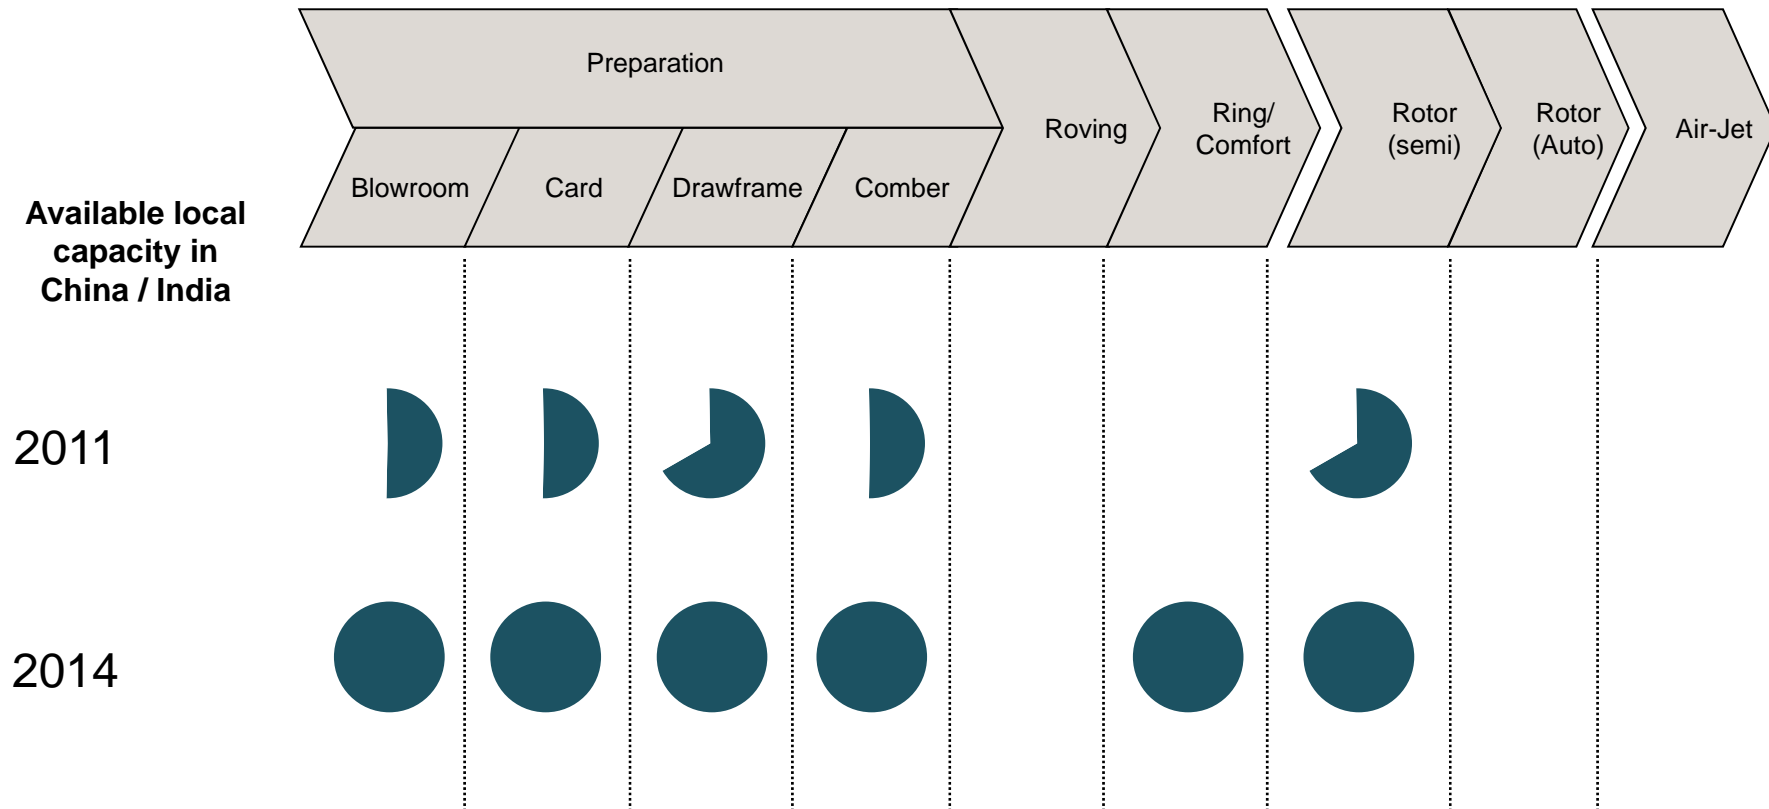 Preparation
Blowroom
Card
Drawframe
Comber
Roving
Ring/
Comfort
Rotor
(semi)
Rotor
(Auto)
Air-Jet
Available local
capacity in
China / India
2011
2014